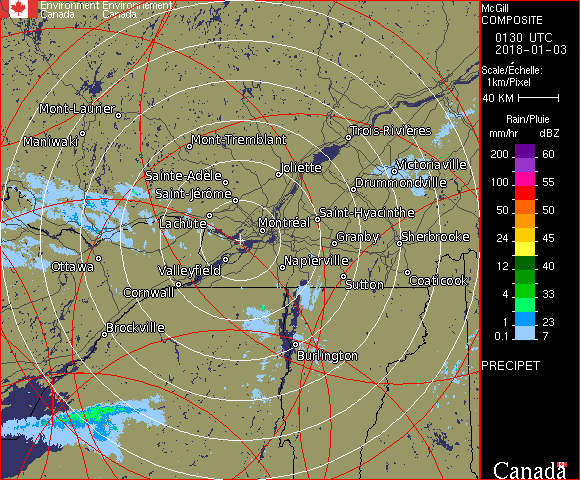 Environment Environnement
Canada Canada
McGill
COMPOSITE
0130 UTC
2018-01-03
Scale/Échelle:
1km/Pixel
40 KM
Rain/Pluie
mm/hr dBZ
200 60
100 55
100 55
50 50
24 45
12 40
4 33
1 23
0.1 7
PRECIPET
Canada
Mont-Laurier
Maniwaki
Mont-Tremblant
Trois-Rivières
Joliette
Victoriaville
Sainte-Adèle
Drummondville
Saint-Jérôme
Saint-Hyacinthe
Lachute
Montréal
Granby
Sherbrooke
Ottawa
Valleyfield
Napierville
Cornwall
Sutton
Coaticook
Brockville
Burlington